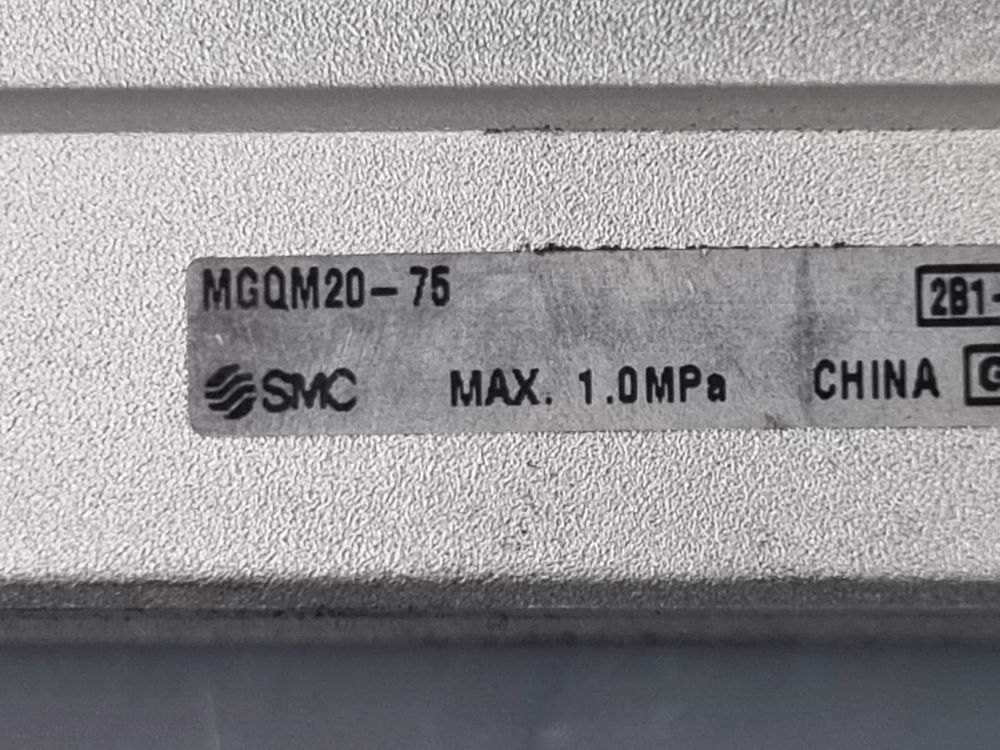 MGQM20-75 2B1-
SMC MAX. 1.0MPa CHINA G